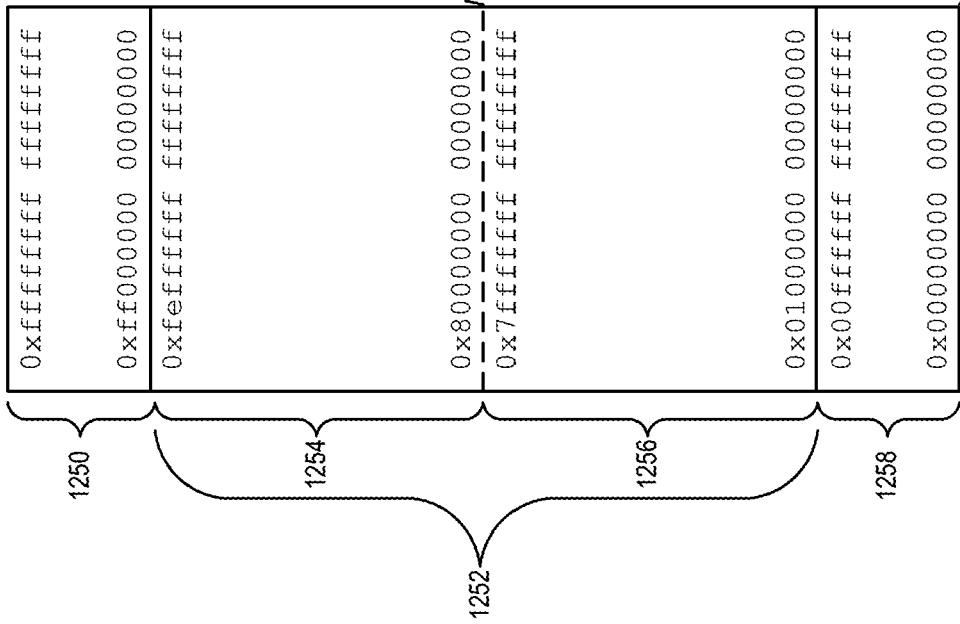 0xffffffff ffffffff
0xff000000 00000000
0xfeffffff ffffffff
0x80000000 00000000
0x7fffffff ffffffff
0x01000000 00000000
0x00ffffff ffffffff
0x00000000 00000000
1250
1254
1256
1258
1252